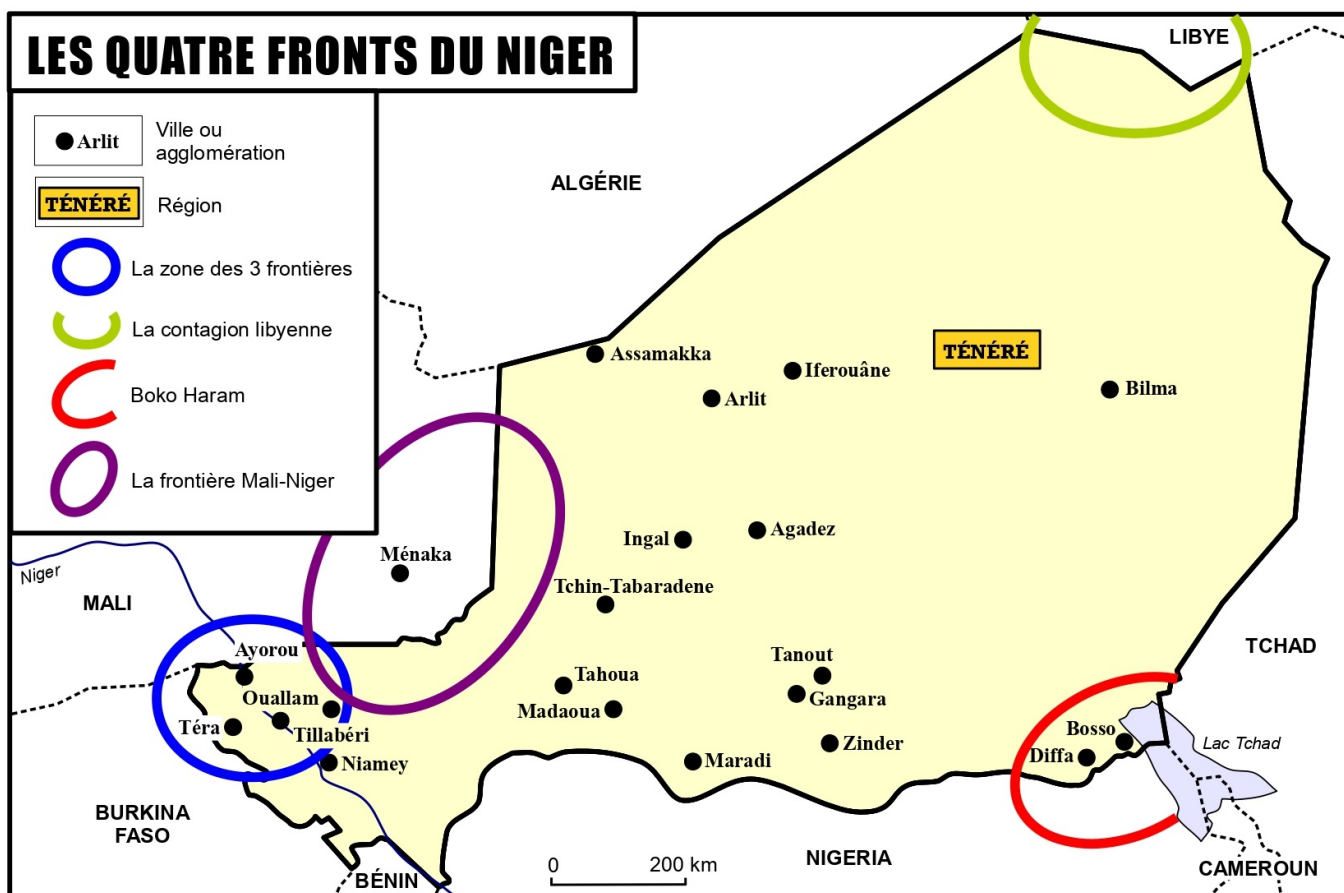 LES QUATRE FRONTS DU NIGER
Arlit
Ville ou
agglomération
TÉNÉRÉ
Région
La zone des 3 frontières
La contagion libyenne
Boko Haram
La frontière Mali-Niger
LIBYE
ALGÉRIE
TÉNÉRÉ
Assamakka
Iferouâne
Arlit
Bilma
Ingal
Agadez
Ménaka
Niger
MALI
Tchin-Tabaradene
Ayorou
Tahoua
Tanout
TCHAD
Ouallam
Madaoua
Gangara
Téra
Tillabéri
Bosso
Zinder
Diffa
Lac Tchad
Niamey
Maradi
BURKINA
FASO
0
200 km
NIGERIA
CAMEROUN
BÉNIN